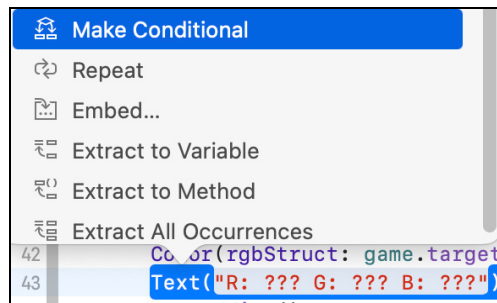 Make Conditional
Repeat
Embed...
Extract to Variable
Extract to Method
Extract All Occurrences
42 Color(rgbStruct: game.target
43 Text("R: ??? G: ??? B: ???")